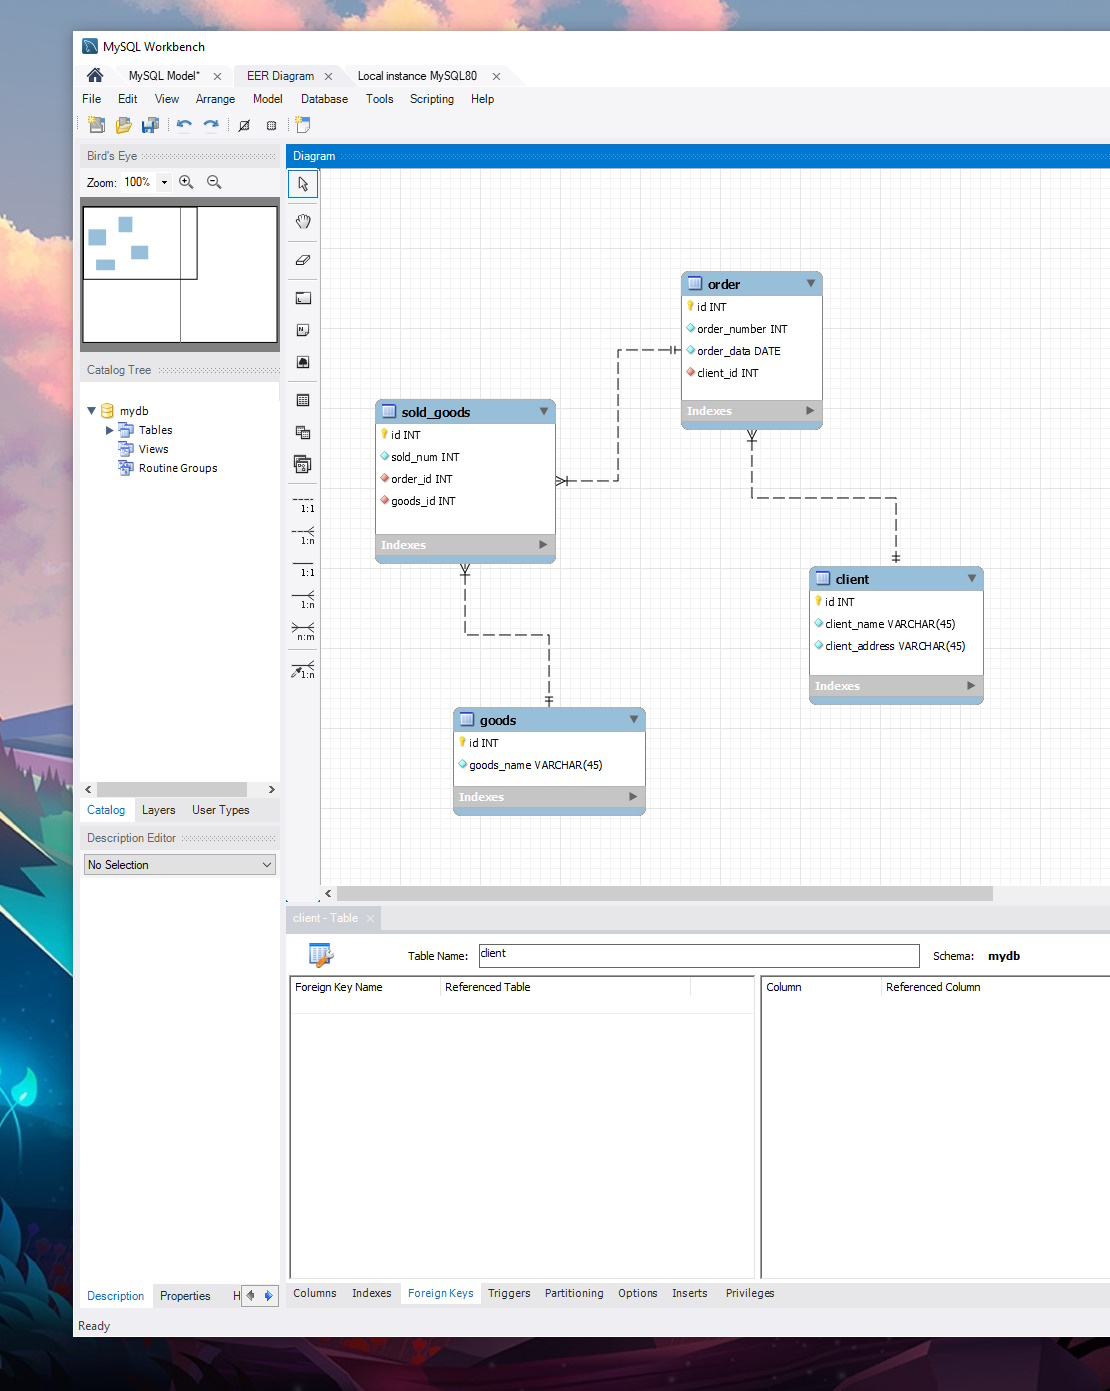 MySQL Workbench
MySQL Model*
EER Diagram
Local instance MySQL80
File Edit View Arrange Model Database Tools Scripting Help
Bird's Eye
Zoom: 100%
Catalog Tree
mydb
Tables
Views
Routine Groups
Catalog Layers User Types
Description Editor
No Selection
Description Properties H
Diagram
1:1
1:n
1:1
1:n
n:m
1:n
order
id INT
order_number INT
order_data DATE
client_id INT
Indexes
sold_goods
id INT
sold_num INT
order_id INT
goods_id INT
Indexes
client
id INT
client_name VARCHAR(45)
client_address VARCHAR(45)
Indexes
goods
id INT
goods_name VARCHAR(45)
Indexes
client - Table
Table Name: client Schema: mydb
Foreign Key Name Referenced Table Column Referenced Column
Columns Indexes Foreign Keys Triggers Partitioning Options Inserts Privileges
Ready